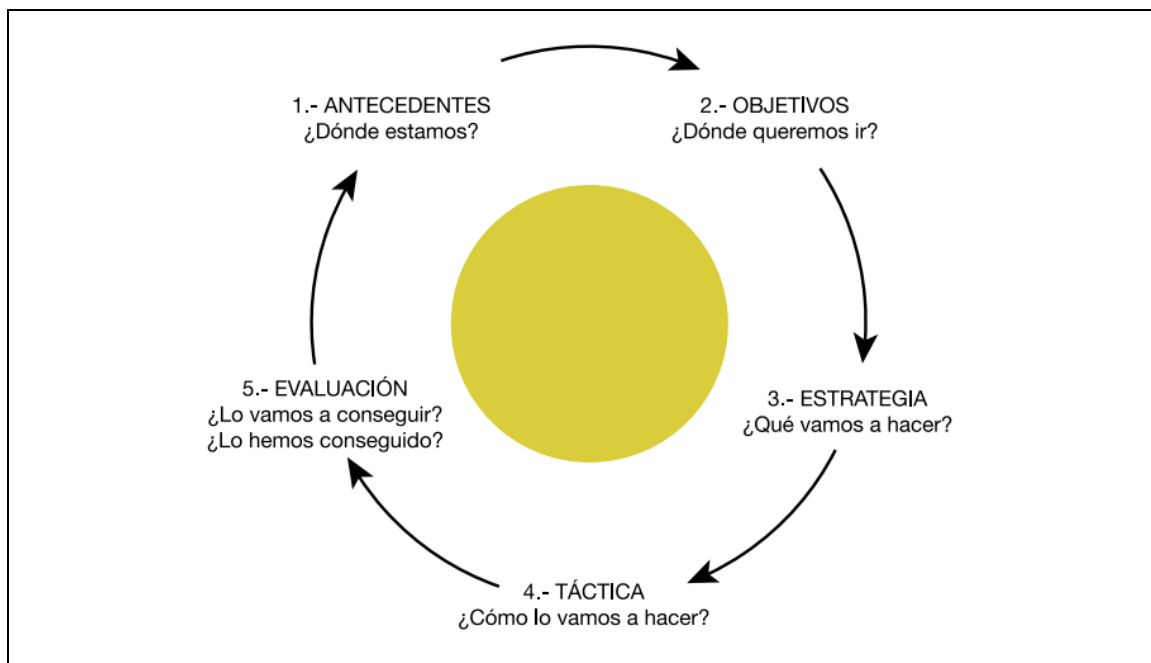 1.- ANTECEDENTES
¿Dónde estamos?
2.- OBJETIVOS
¿Dónde queremos ir?
3.- ESTRATEGIA
¿Qué vamos a hacer?
4.- TÁCTICA
¿Cómo lo vamos a hacer?
5.- EVALUACIÓN
¿Lo vamos a conseguir?
¿Lo hemos conseguido?